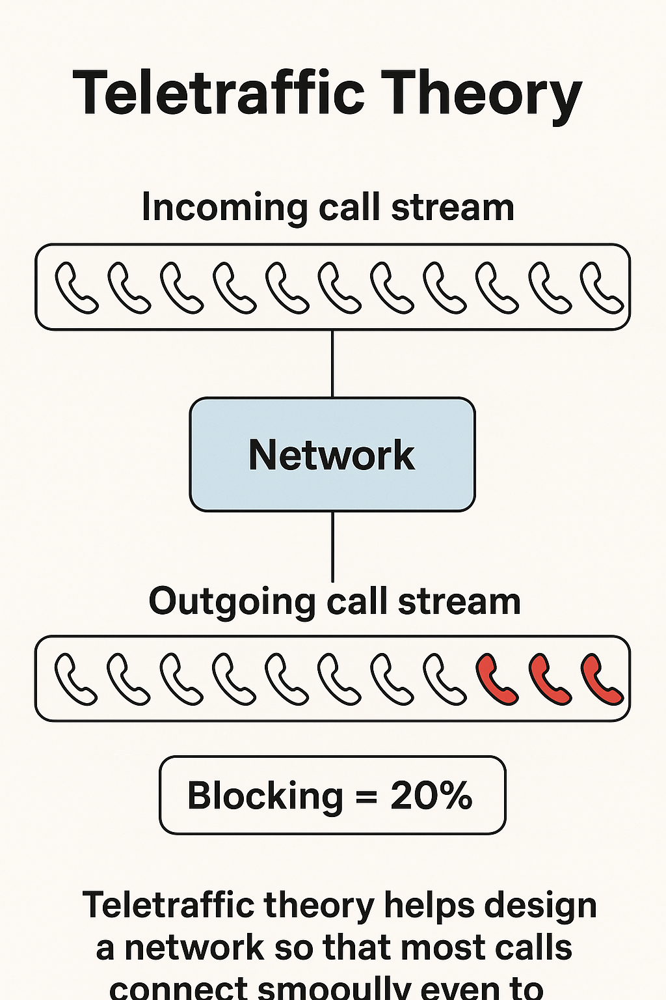 Teletraffic Theory
Incoming call stream
Network
Outgoing call stream
Blocking = 20%
Teletraffic theory helps design
a network so that most calls
connect smooully even to